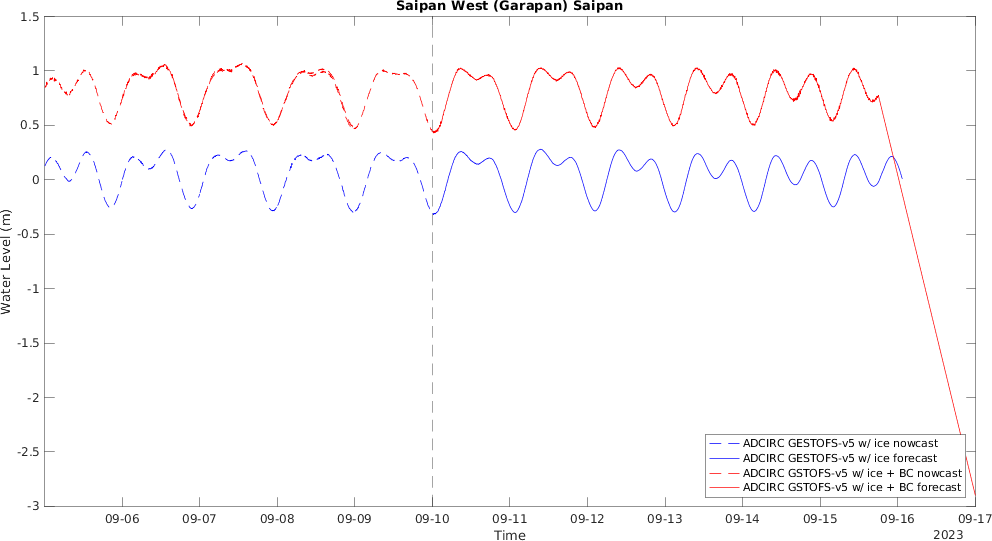 Saipan West (Garapan) Saipan
1.5
1
0.5
0
-0.5
-1
-1.5
-2
-2.5
-3
Water Level (m)
ADCIRC GESTOFS-v5 w/ ice nowcast
ADCIRC GESTOFS-v5 w/ ice forecast
ADCIRC GSTOFS-v5 w/ ice + BC nowcast
ADCIRC GSTOFS-v5 w/ ice + BC forecast
09-06 09-07 09-08 09-09 09-10 09-11 09-12 09-13 09-14 09-15 09-16 09-17
Time
2023